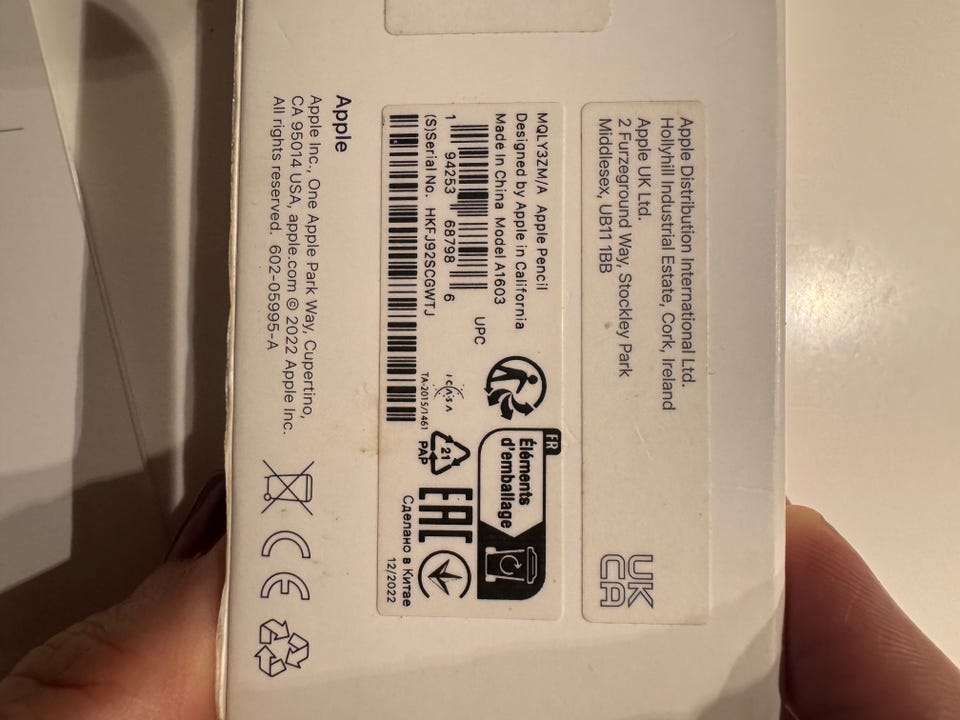 Apple Distribution International Ltd.
Hollyhill Industrial Estate, Cork, Ireland
Apple UK Ltd.
2 Furzeground Way, Stockley Park
Middlesex, UB11 1BB
UK
CA
MQLY3ZM/A Apple Pencil
Designed by Apple in California
Made in China Model A1603
1 94253 68798 6
UPC
(S)Serial No. HKFJ92SCGWTJ
FR
Éléments
d'emballage
ICASA
TA-2015/1461
21
PAP
EAC
Сделано в Китае
12/2022
Apple
Apple Inc., One Apple Park Way, Cupertino,
CA 95014 USA, apple.com © 2022 Apple Inc.
All rights reserved. 602-05995-A
CE